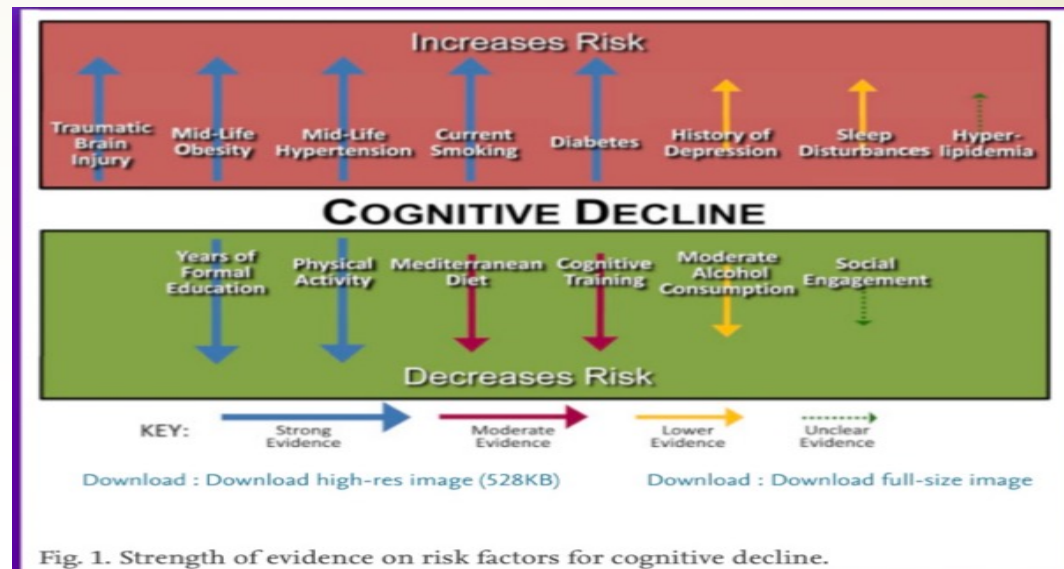 Increases Risk
Traumatic
Brain
Injury
Mid-Life
Obesity
Mid-Life
Hypertension
Current
Smoking
Diabetes
History of
Depression
Sleep
Disturbances
Hyper-
lipidemia
COGNITIVE DECLINE
Years of
Formal
Education
Physical
Activity
Mediterranean
Diet
Cognitive
Training
Moderate
Alcohol
Consumption
Social
Engagement
Decreases Risk
KEY:
Strong
Evidence
Moderate
Evidence
Lower
Evidence
Unclear
Evidence
Download : Download high-res image (528KB)
Download : Download full-size image
Fig. 1. Strength of evidence on risk factors for cognitive decline.